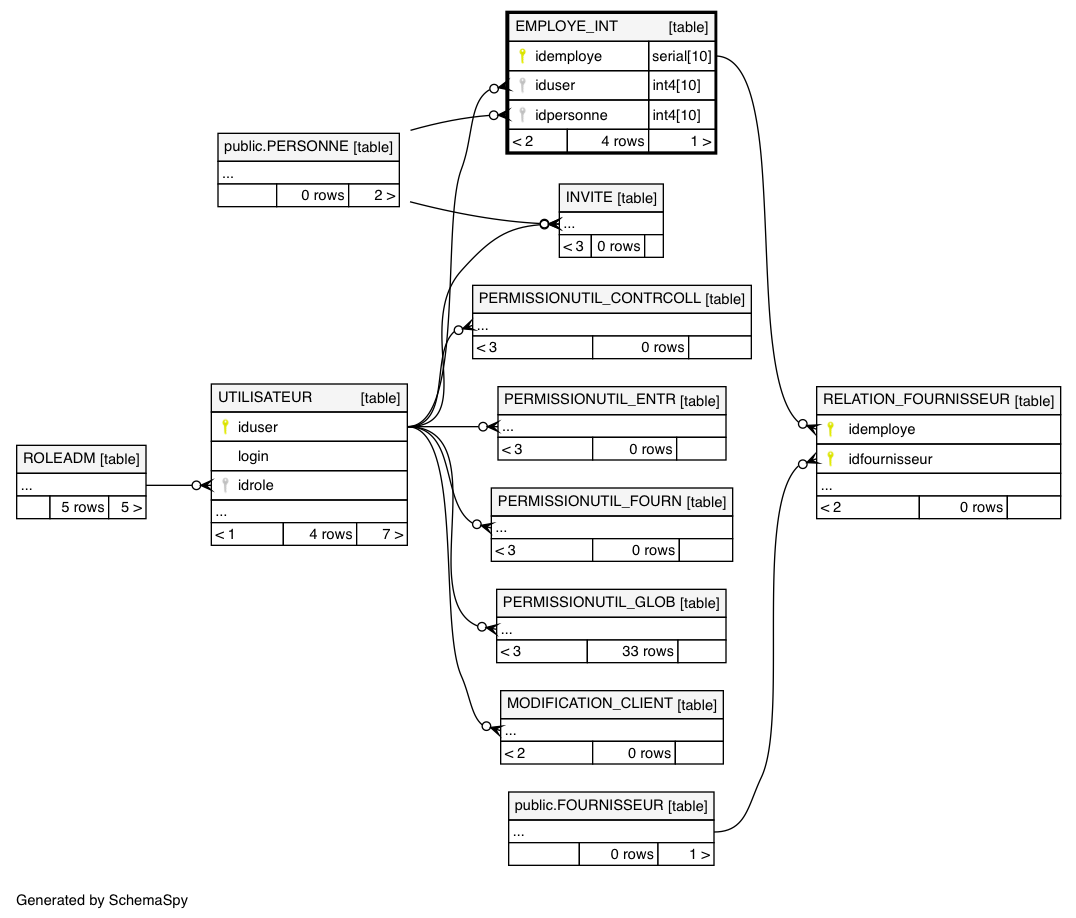 EMPLOYE_INT [table]
idemploye serial[10]
iduser int4[10]
idpersonne int4[10]
< 2 4 rows 1 >
public.PERSONNE [table]
...
0 rows 2 >
INVITE [table]
...
< 3 0 rows
PERMISSIONUTIL_CONTRCOLL [table]
...
< 3 0 rows
UTILISATEUR [table]
iduser
login
idrole
...
< 1 4 rows 7 >
PERMISSIONUTIL_ENTR [table]
...
< 3 0 rows
RELATION_FOURNISSEUR [table]
idemploye
idfournisseur
...
< 2 0 rows
ROLEADM [table]
...
5 rows 5 >
PERMISSIONUTIL_FOURN [table]
...
< 3 0 rows
PERMISSIONUTIL_GLOB [table]
...
< 3 33 rows
MODIFICATION_CLIENT [table]
...
< 2 0 rows
public.FOURNISSEUR [table]
...
0 rows 1 >
Generated by SchemaSpy